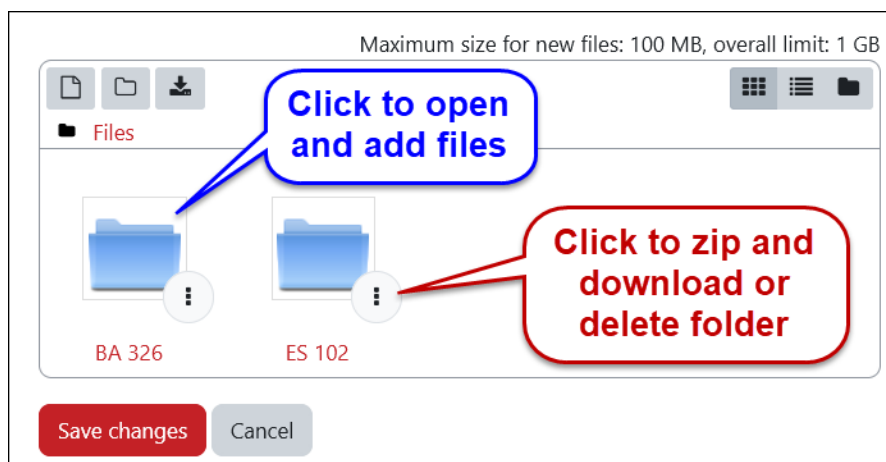 Maximum size for new files: 100 MB, overall limit: 1 GB
Files
Click to open
and add files
Click to zip and
download or
delete folder
BA 326
ES 102
Save changes
Cancel